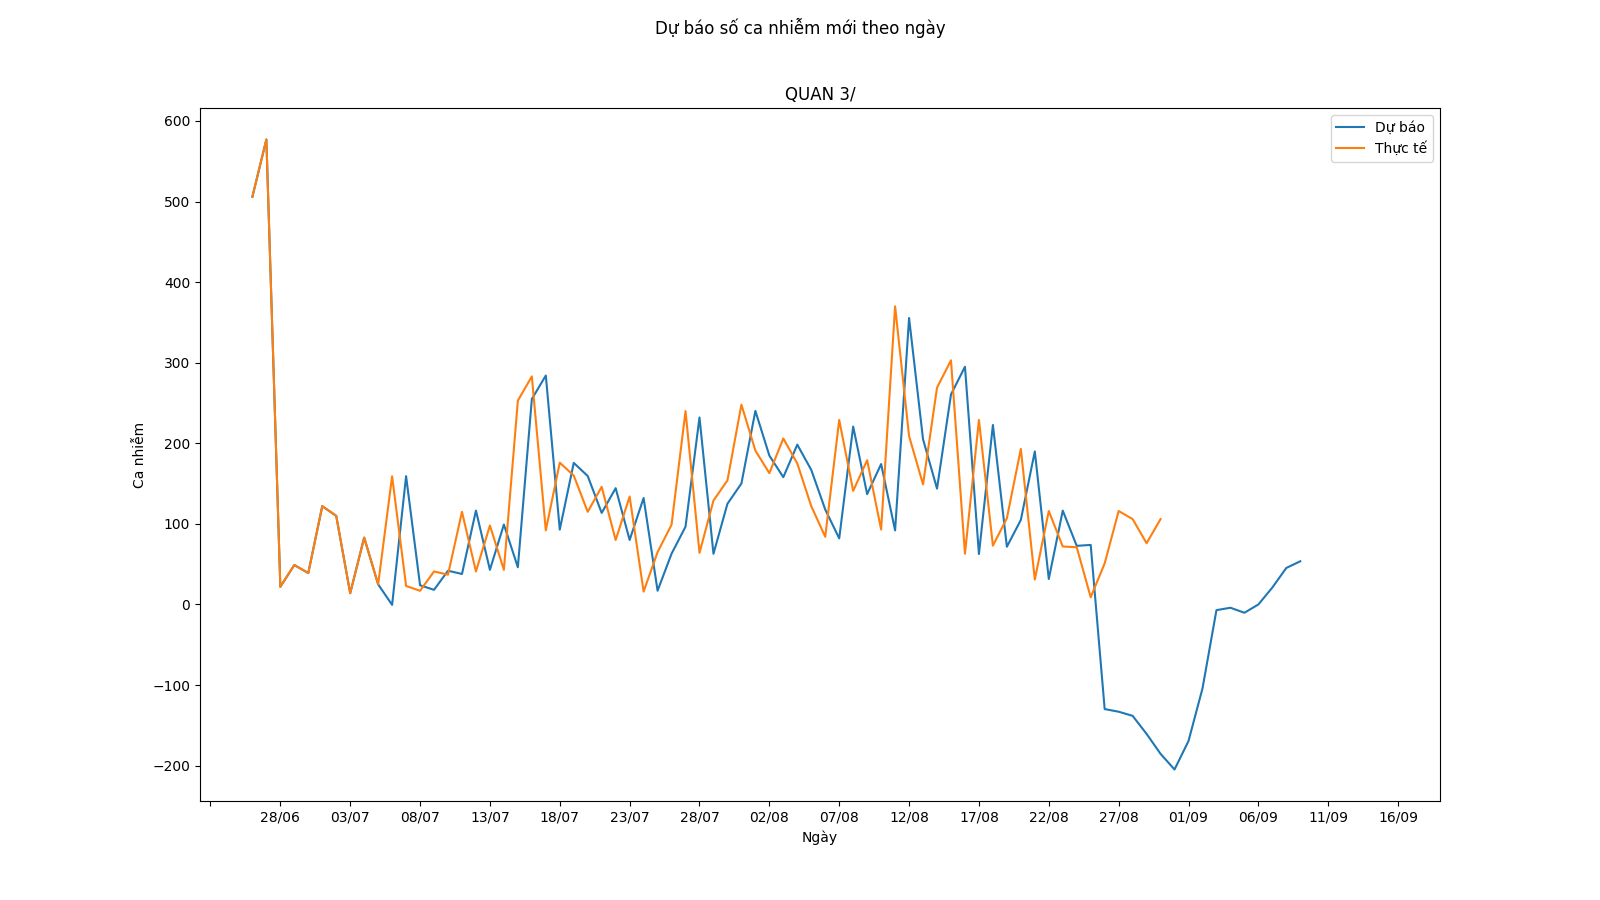 Dự báo số ca nhiễm mới theo ngày
QUAN 3/
Dự báo
Thực tế
600
500
400
300
200
100
0
−100
−200
Ca nhiễm
28/06 03/07 08/07 13/07 18/07 23/07 28/07 02/08 07/08 12/08 17/08 22/08 27/08 01/09 06/09 11/09 16/09
Ngày